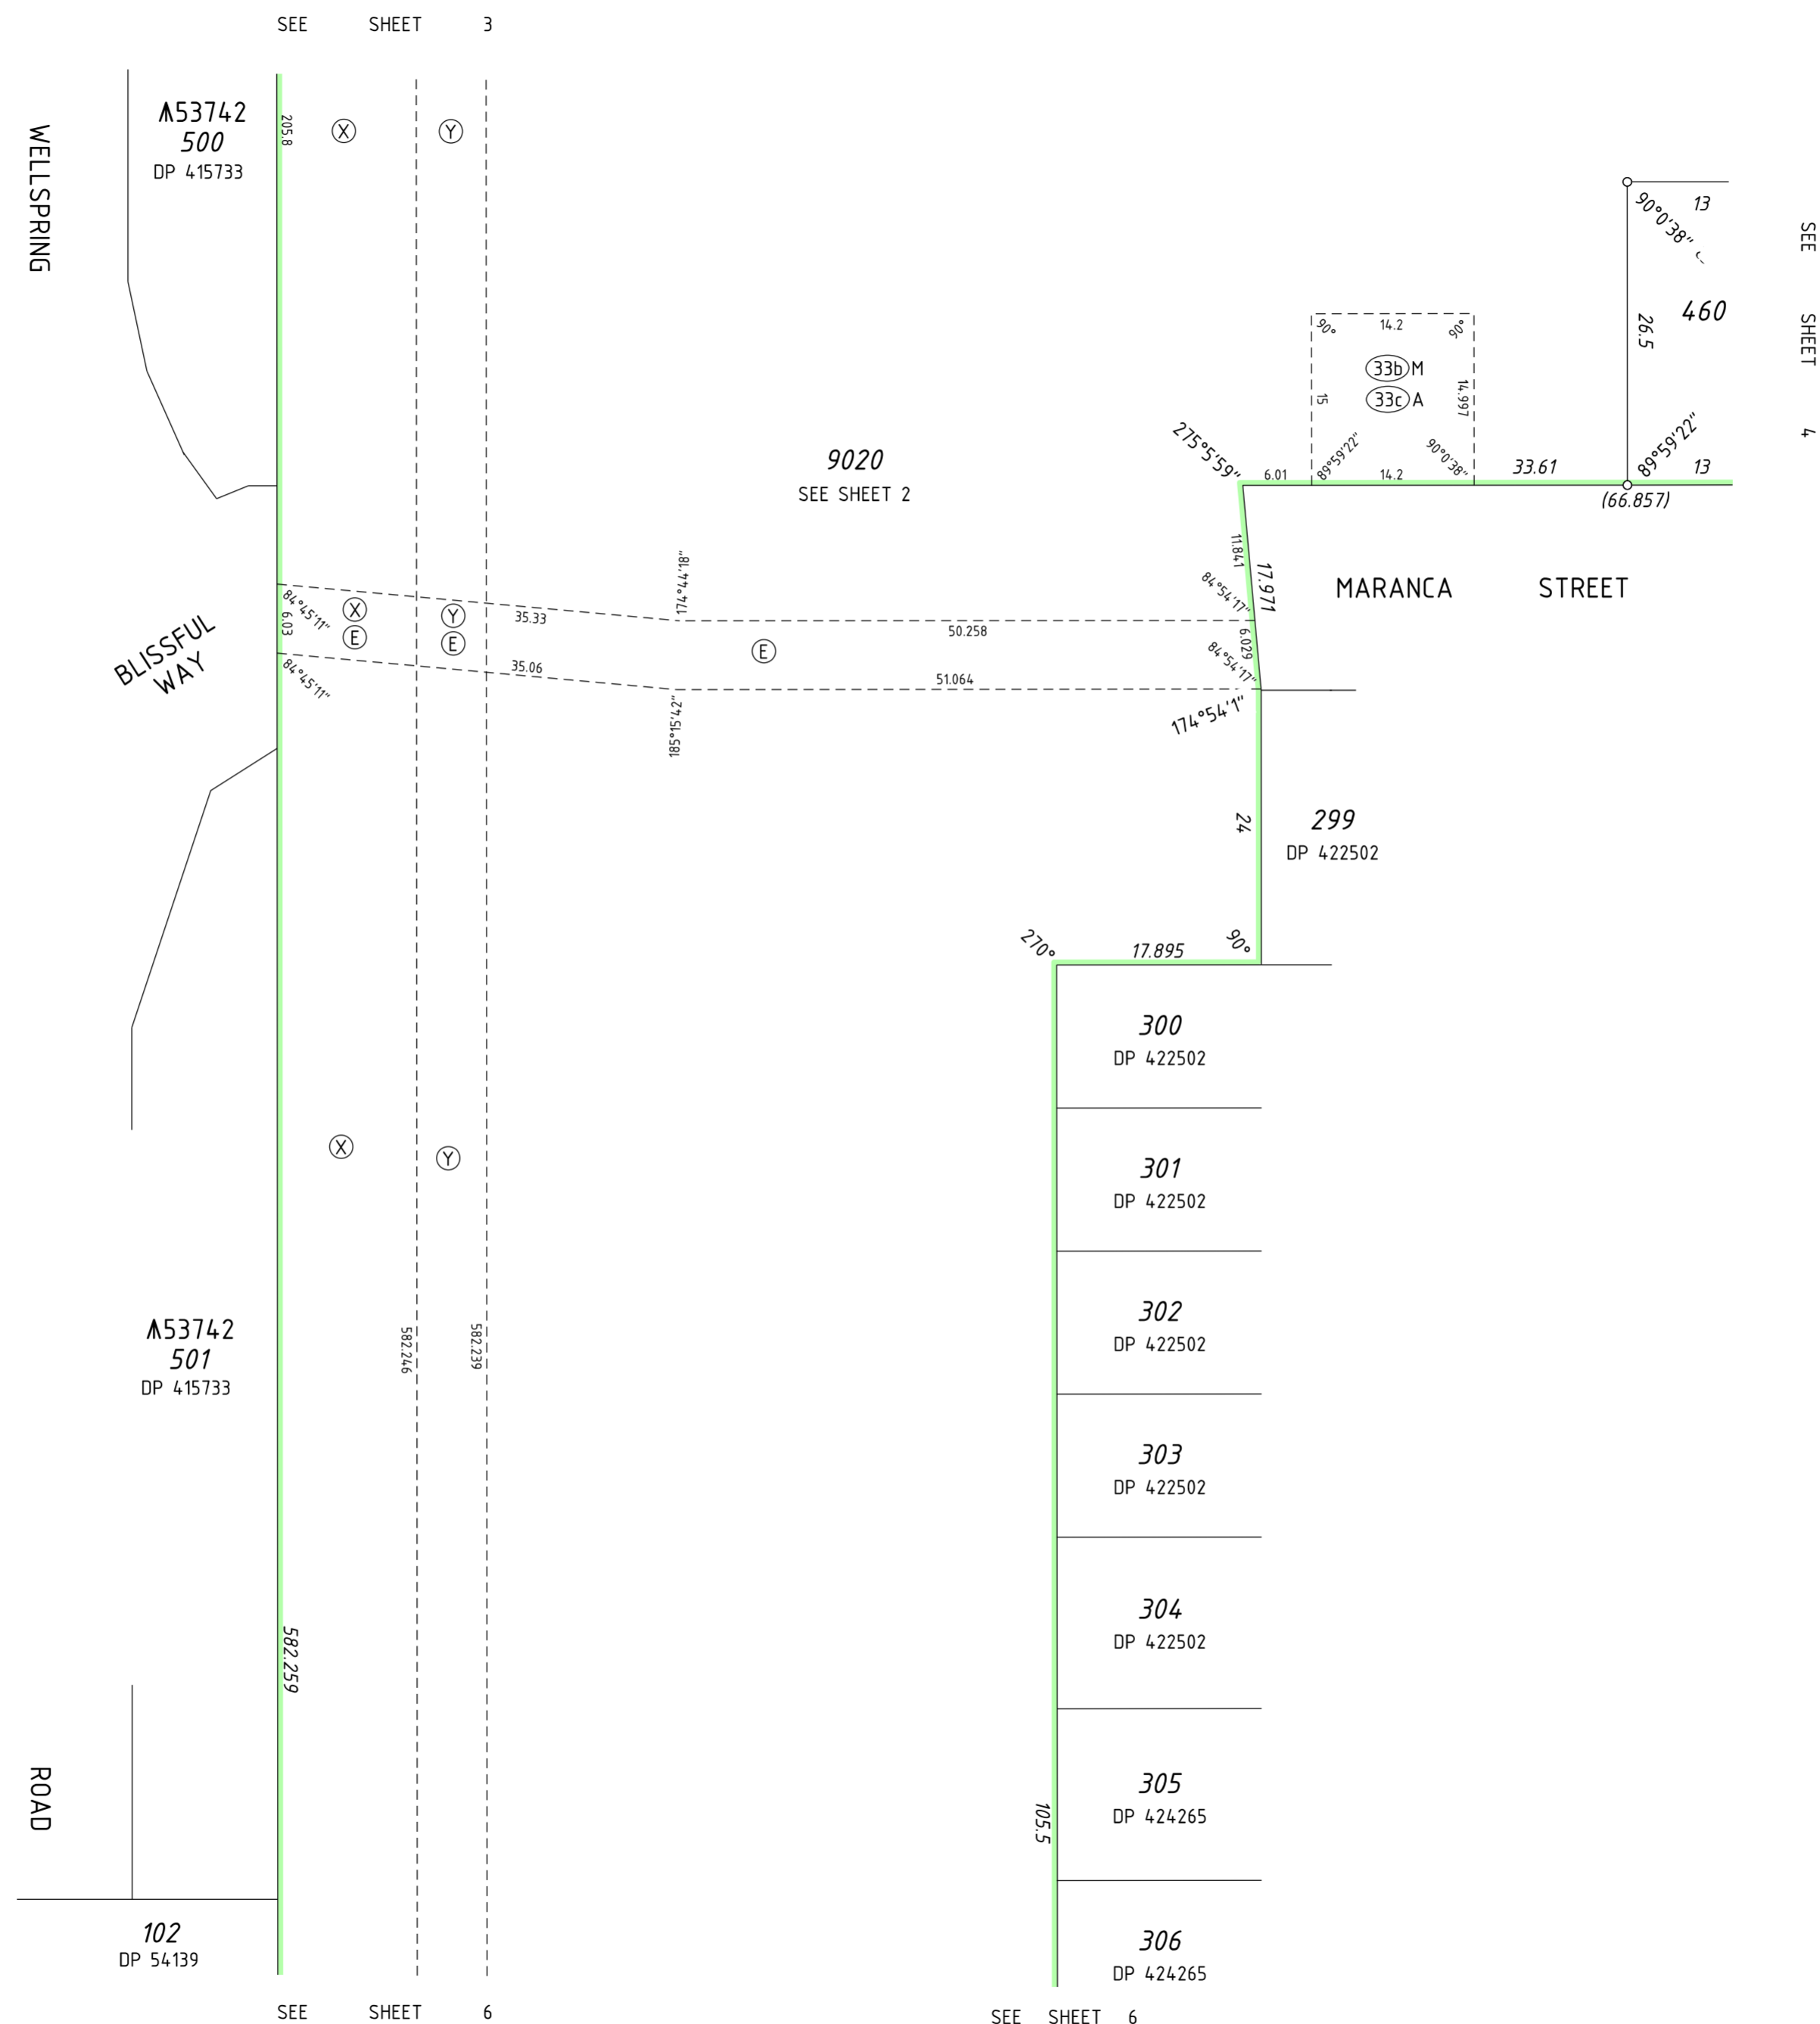 SEE SHEET 3
WELLSPRING
53742
500
DP 415733
205.8
X
Y
13
90°0'38"
SEE SHEET 4
460
26.5
89°59'22"
13
33.61
(66.857)
90°
14.2
90°
33b M
33c A
15
14.997
89°59'22"
90°0'38"
6.01
14.2
275°5'59"
9020
SEE SHEET 2
11.841
17.971
84°54'17"
MARANCA STREET
6.029
84°54'17"
174°54'1"
BLISSFUL
WAY
84°45'11"
6.03
84°45'11"
X
E
Y
E
35.33
35.06
174°44'18"
185°15'42"
E
50.258
51.064
24
299
DP 422502
270°
17.895
90°
300
DP 422502
301
DP 422502
X
Y
302
DP 422502
53742
501
DP 415733
582.246
582.239
303
DP 422502
304
DP 422502
582.259
ROAD
305
DP 424265
105.5
102
DP 54139
306
DP 424265
SEE SHEET 6
SEE SHEET 6